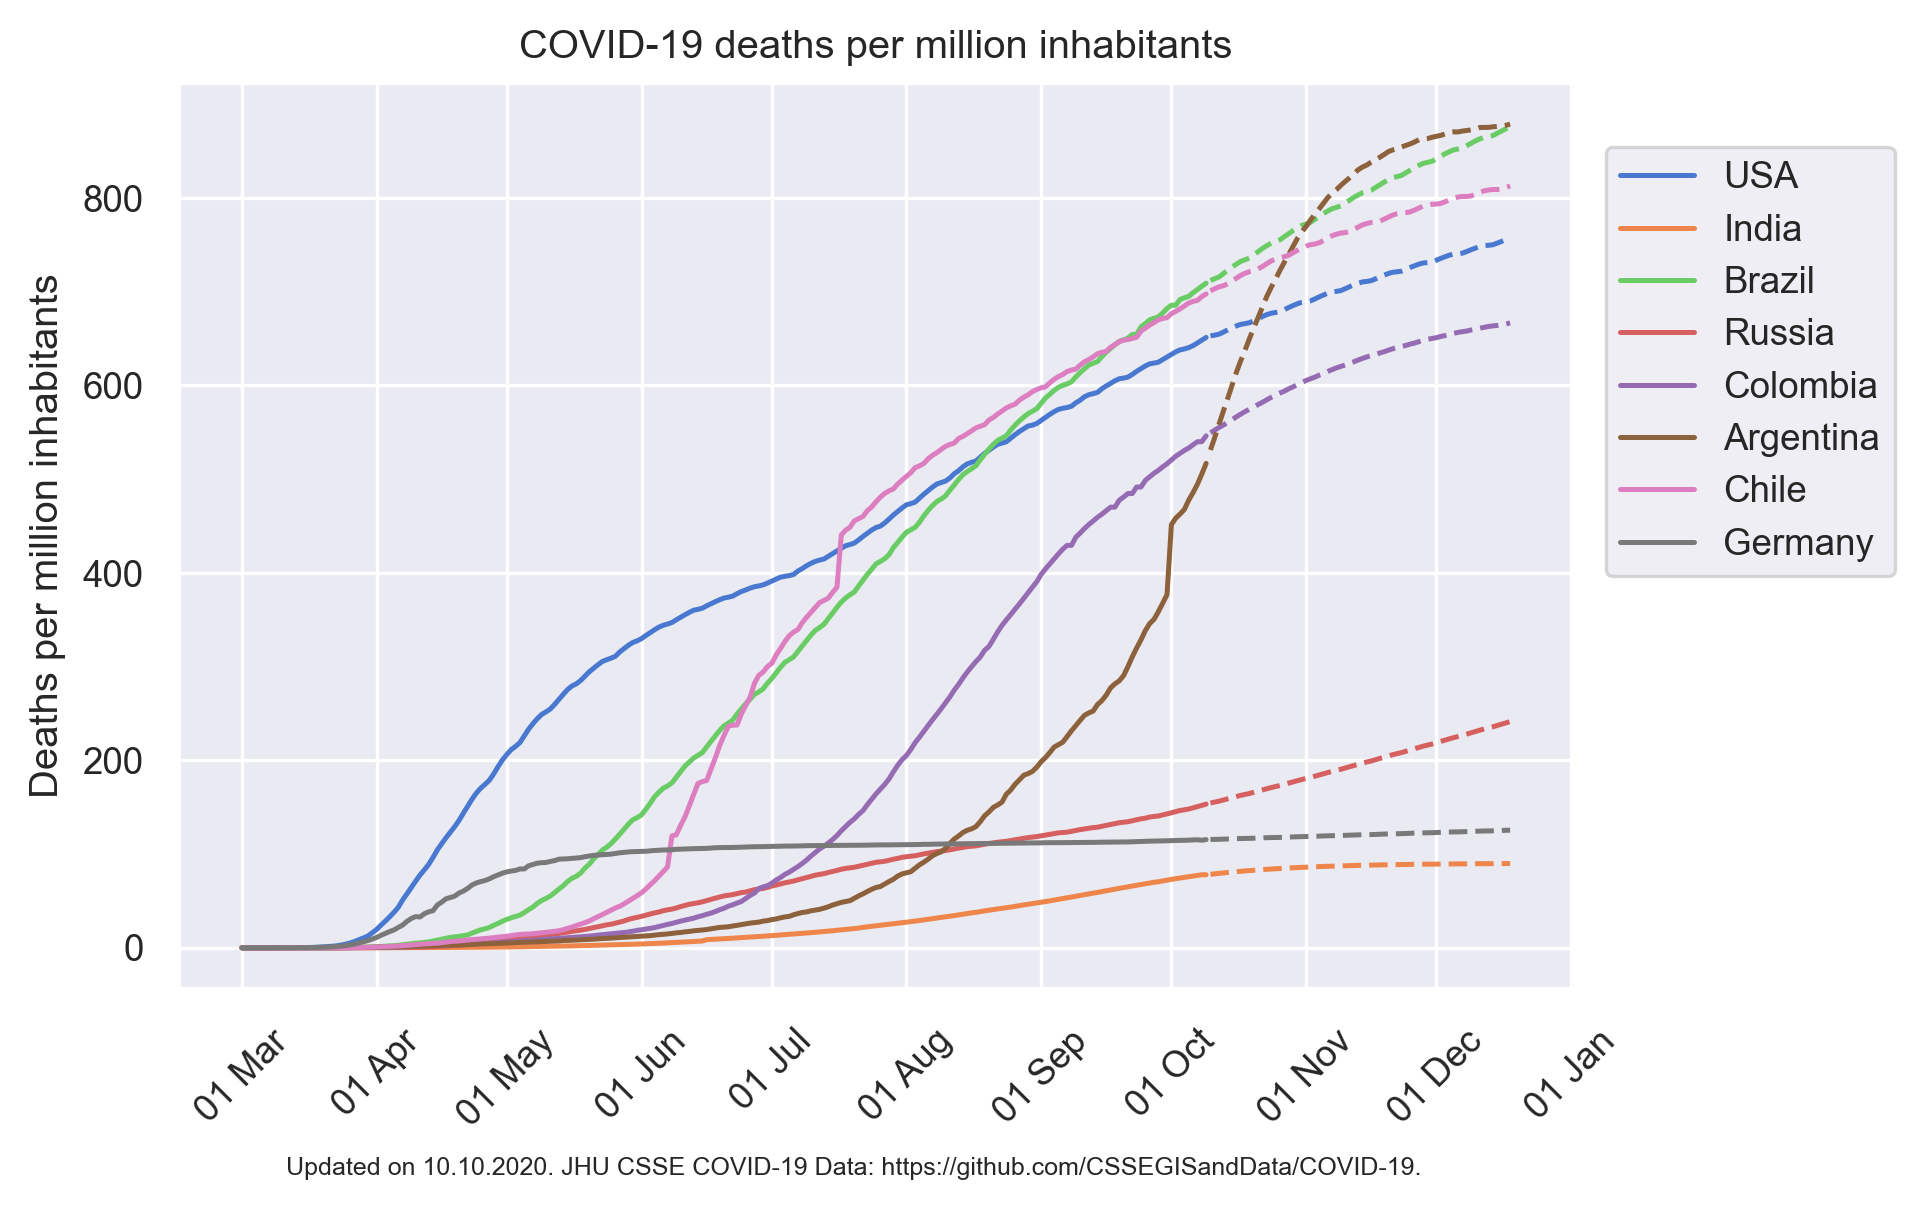 COVID-19 deaths per million inhabitants
Deaths per million inhabitants
800
600
400
200
0
01 Mar
01 Apr
01 May
01 Jun
01 Jul
01 Aug
01 Sep
01 Oct
01 Nov
01 Dec
01 Jan
USA
India
Brazil
Russia
Colombia
Argentina
Chile
Germany
Updated on 10.10.2020. JHU CSSE COVID-19 Data: https://github.com/CSSEGISandData/COVID-19.